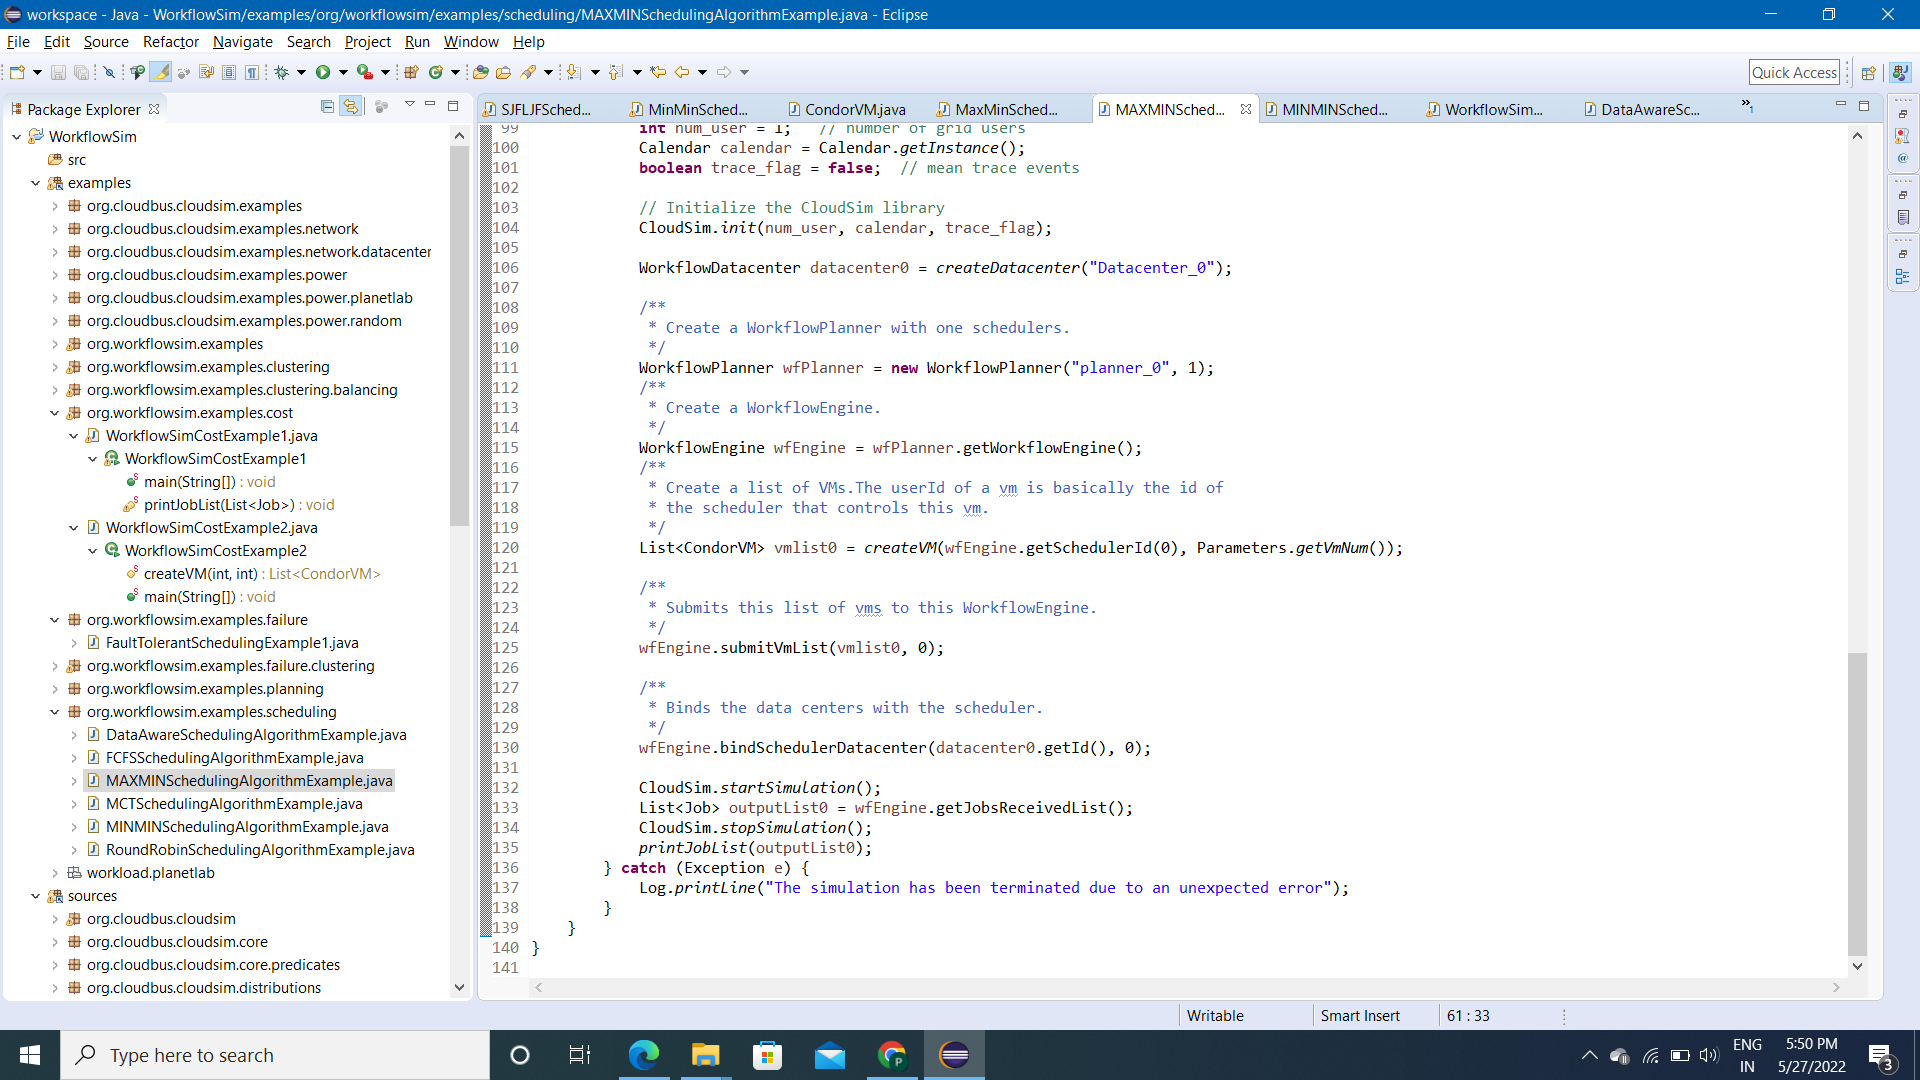 workspace - Java - WorkflowSim/examples/org/workflowsim/examples/scheduling/MAXMINSchedulingAlgorithmExample.java - Eclipse
File Edit Source Refactor Navigate Search Project Run Window Help
Quick Access
Package Explorer
WorkflowSim
src
examples
org.cloudbus.cloudsim.examples
org.cloudbus.cloudsim.examples.network
org.cloudbus.cloudsim.examples.network.datacenter
org.cloudbus.cloudsim.examples.power
org.cloudbus.cloudsim.examples.power.planetlab
org.cloudbus.cloudsim.examples.power.random
org.workflowsim.examples
org.workflowsim.examples.clustering
org.workflowsim.examples.clustering.balancing
org.workflowsim.examples.cost
WorkflowSimCostExample1.java
WorkflowSimCostExample1
main(String[]) : void
printJobList(List<Job>) : void
WorkflowSimCostExample2.java
WorkflowSimCostExample2
createVM(int, int) : List<CondorVM>
main(String[]) : void
org.workflowsim.examples.failure
FaultTolerantSchedulingExample1.java
org.workflowsim.examples.failure.clustering
org.workflowsim.examples.planning
org.workflowsim.examples.scheduling
DataAwareSchedulingAlgorithmExample.java
FCFSSchedulingAlgorithmExample.java
MAXMINSchedulingAlgorithmExample.java
MCTSchedulingAlgorithmExample.java
MINMINSchedulingAlgorithmExample.java
RoundRobinSchedulingAlgorithmExample.java
workload.planetlab
sources
org.cloudbus.cloudsim
org.cloudbus.cloudsim.core
org.cloudbus.cloudsim.core.predicates
org.cloudbus.cloudsim.distributions
SJFLJFSched... MinMinSched... CondorVM.java MaxMinSched... MAXMINSched... MINMINSched... WorkflowSim... DataAwareSc... »1
99 int num_user = 1; // number of grid users
100 Calendar calendar = Calendar.getInstance();
101 boolean trace_flag = false; // mean trace events
102
103 // Initialize the CloudSim library
104 CloudSim.init(num_user, calendar, trace_flag);
105
106 WorkflowDatacenter datacenter0 = createDatacenter("Datacenter_0");
107
108 /**
109 * Create a WorkflowPlanner with one schedulers.
110 */
111 WorkflowPlanner wfPlanner = new WorkflowPlanner("planner_0", 1);
112 /**
113 * Create a WorkflowEngine.
114 */
115 WorkflowEngine wfEngine = wfPlanner.getWorkflowEngine();
116 /**
117 * Create a list of VMs.The userId of a vm is basically the id of
118 * the scheduler that controls this vm.
119 */
120 List<CondorVM> vmlist0 = createVM(wfEngine.getSchedulerId(0), Parameters.getVmNum());
121
122 /**
123 * Submits this list of vms to this WorkflowEngine.
124 */
125 wfEngine.submitVmList(vmlist0, 0);
126
127 /**
128 * Binds the data centers with the scheduler.
129 */
130 wfEngine.bindSchedulerDatacenter(datacenter0.getId(), 0);
131
132 CloudSim.startSimulation();
133 List<Job> outputList0 = wfEngine.getJobsReceivedList();
134 CloudSim.stopSimulation();
135 printJobList(outputList0);
136 } catch (Exception e) {
137 Log.printLine("The simulation has been terminated due to an unexpected error");
138 }
139 }
140 }
141
Writable Smart Insert 61 : 33
Type here to search
ENG
IN
5:50 PM
5/27/2022
3